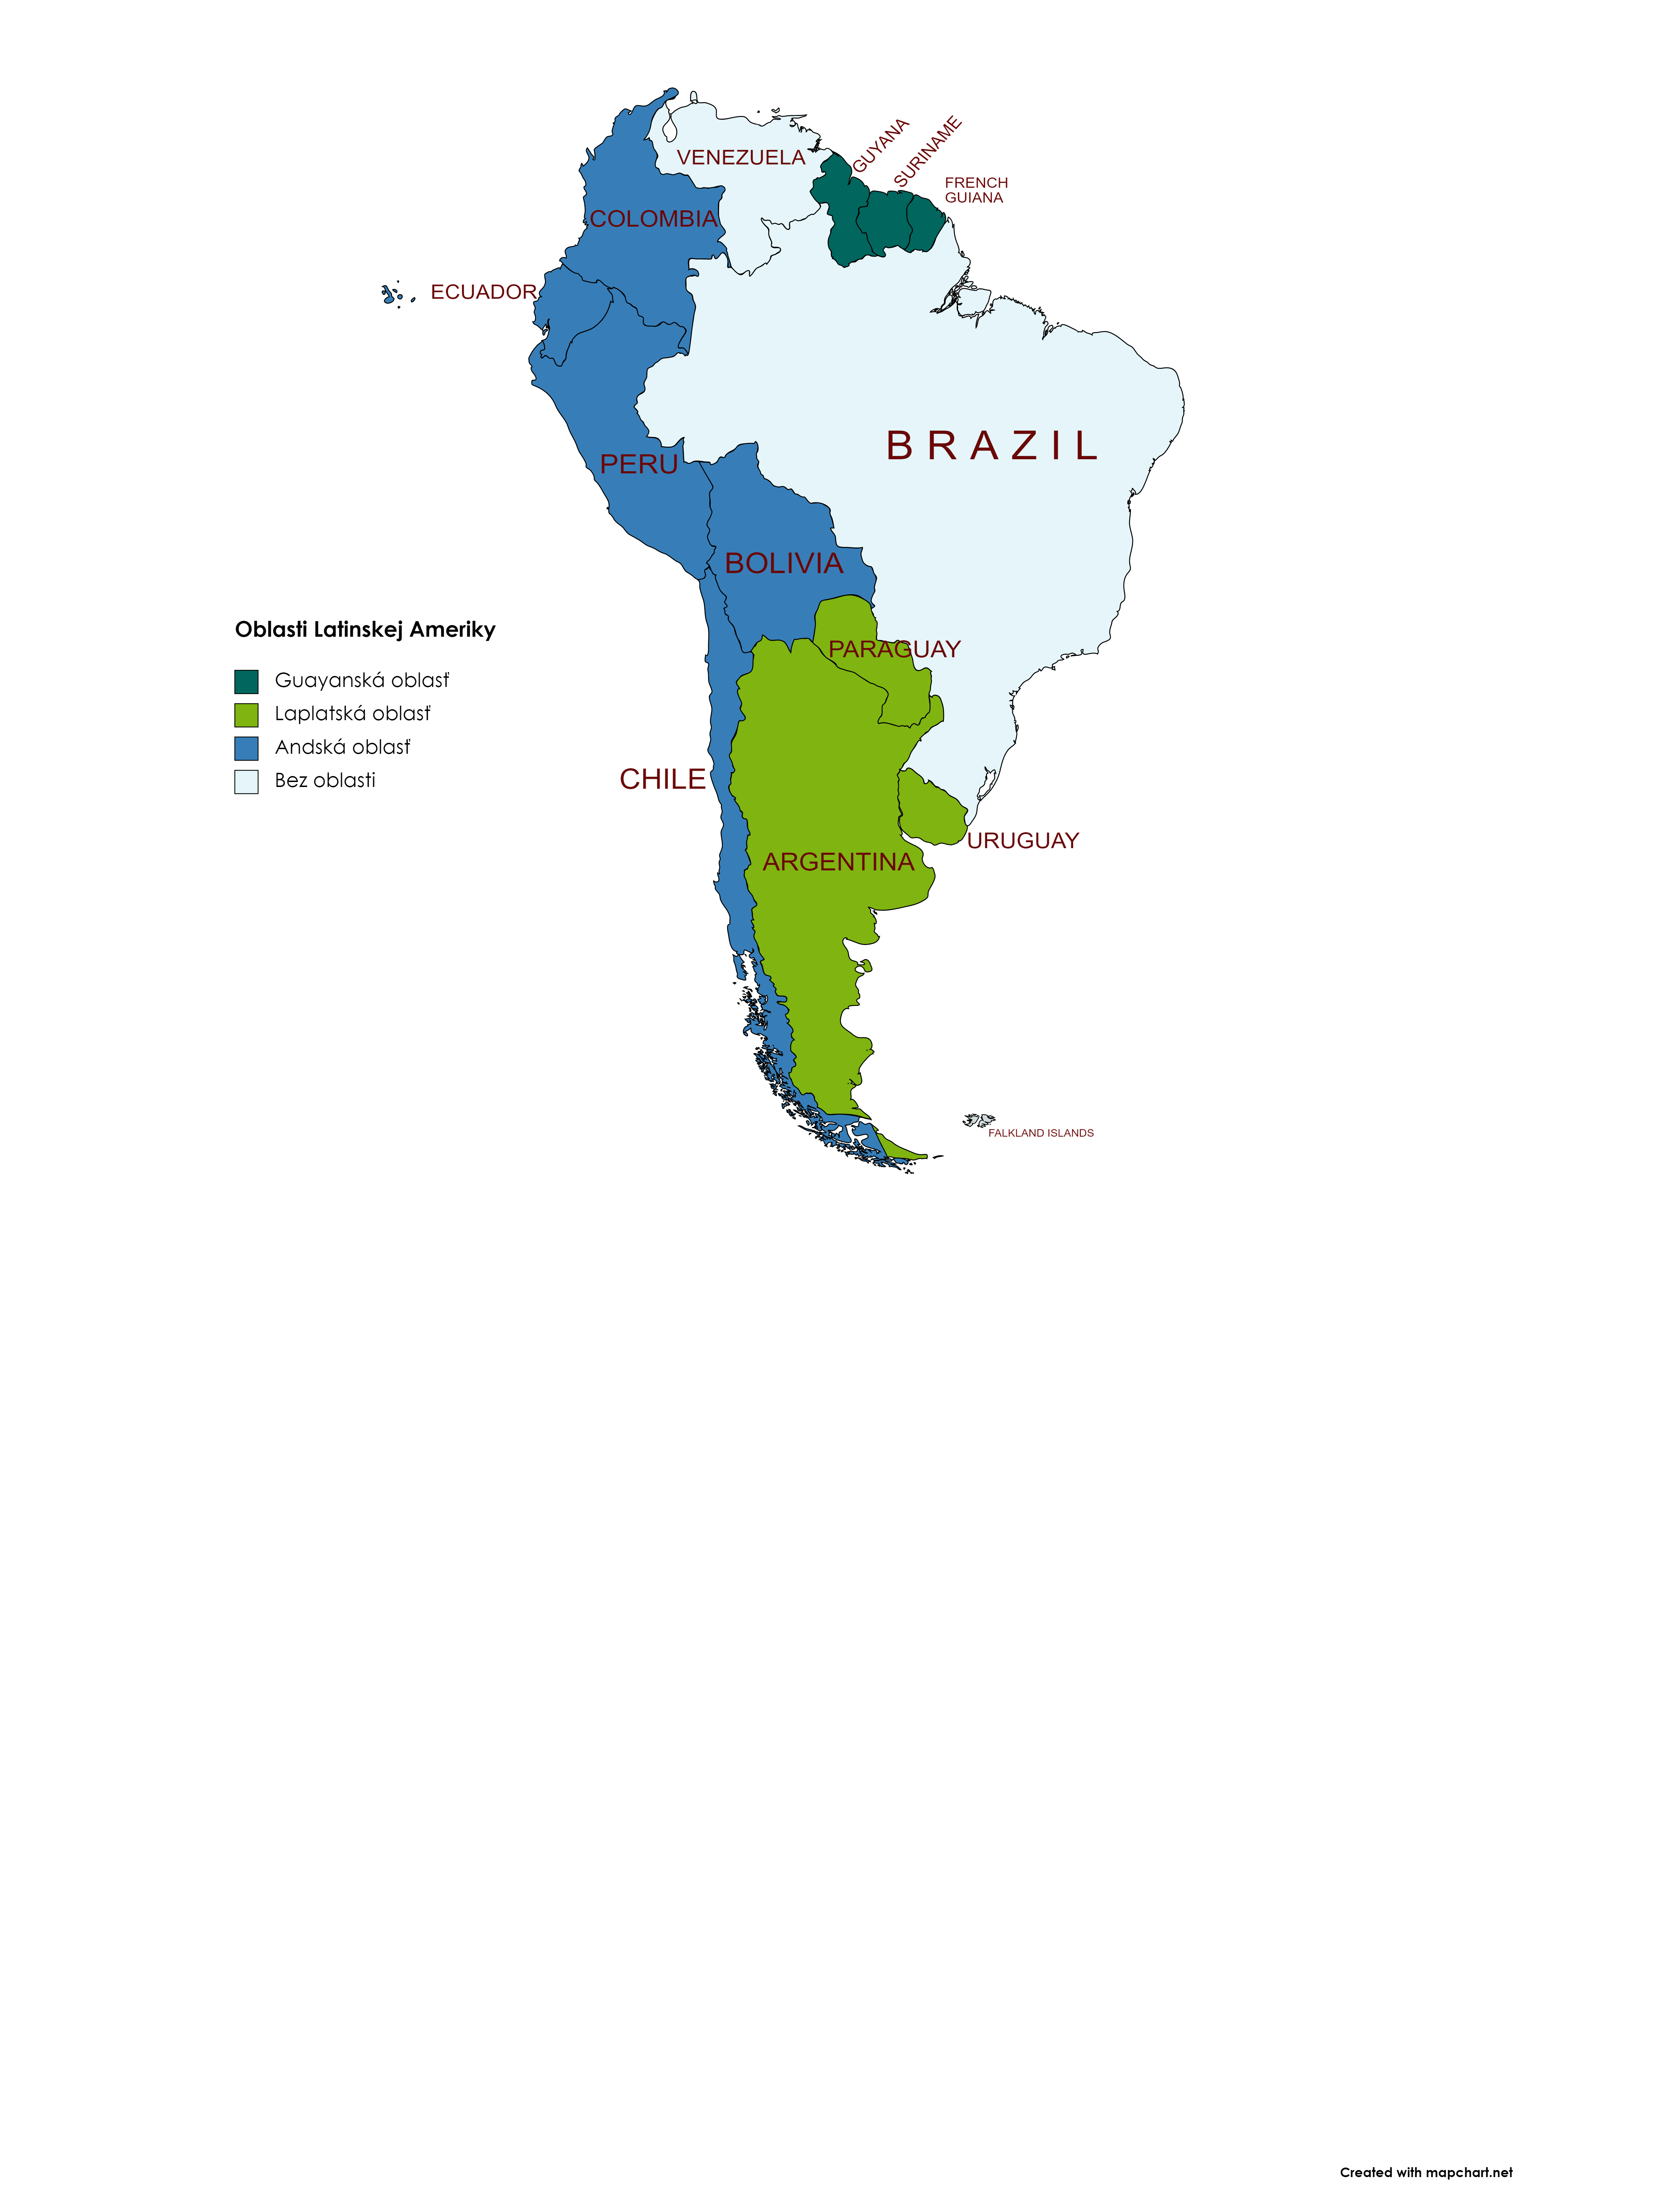 VENEZUELA
GUYANA
SURINAME
FRENCH
GUIANA
COLOMBIA
ECUADOR
B R A Z I L
PERU
BOLIVIA
PARAGUAY
CHILE
URUGUAY
ARGENTINA
FALKLAND ISLANDS
Oblasti Latinskej Ameriky
Guayanská oblasť
Laplatská oblasť
Andská oblasť
Bez oblasti
Created with mapchart.net